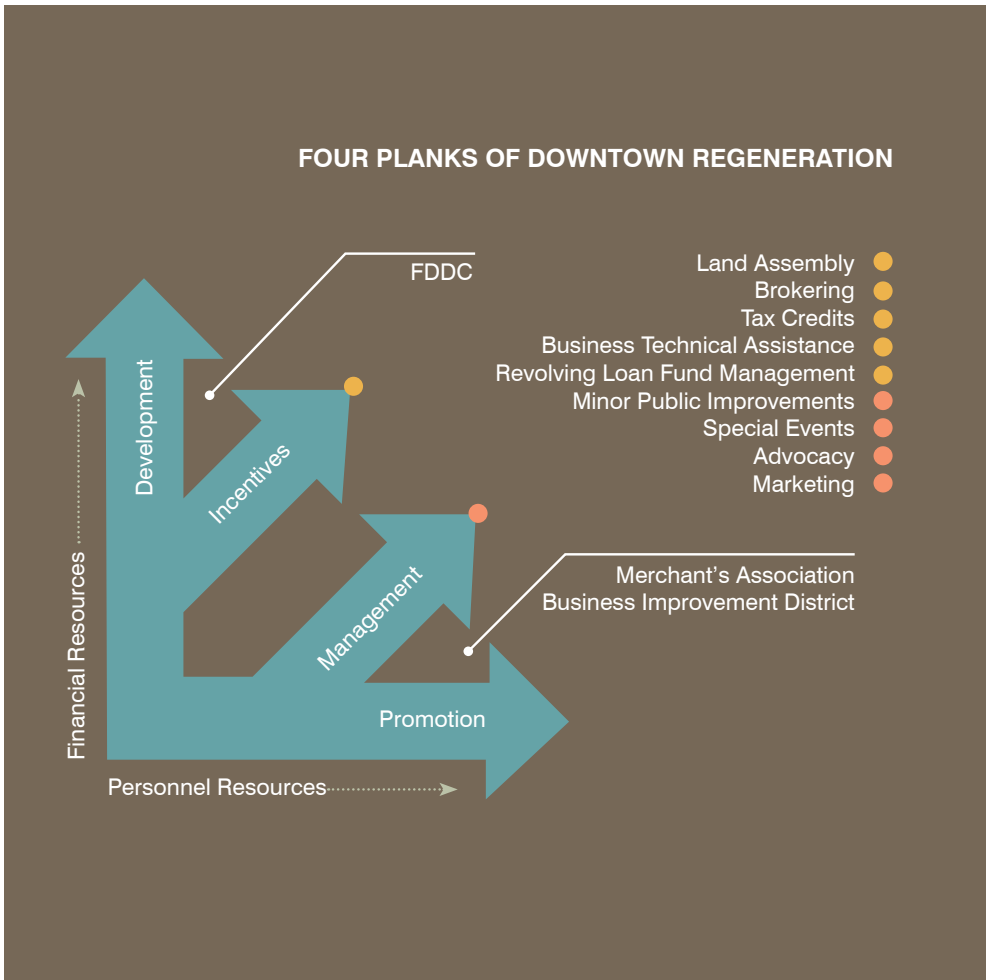 FOUR PLANKS OF DOWNTOWN REGENERATION
FDDC
Land Assembly
Brokering
Tax Credits
Business Technical Assistance
Revolving Loan Fund Management
Minor Public Improvements
Special Events
Advocacy
Marketing
Development
Incentives
Management
Merchant’s Association
Business Improvement District
Financial Resources
Promotion
Personnel Resources